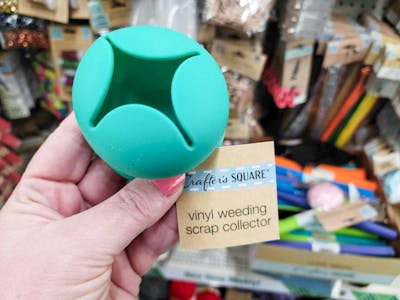 Crafter's SQUARE
vinyl weeding
scrap collector